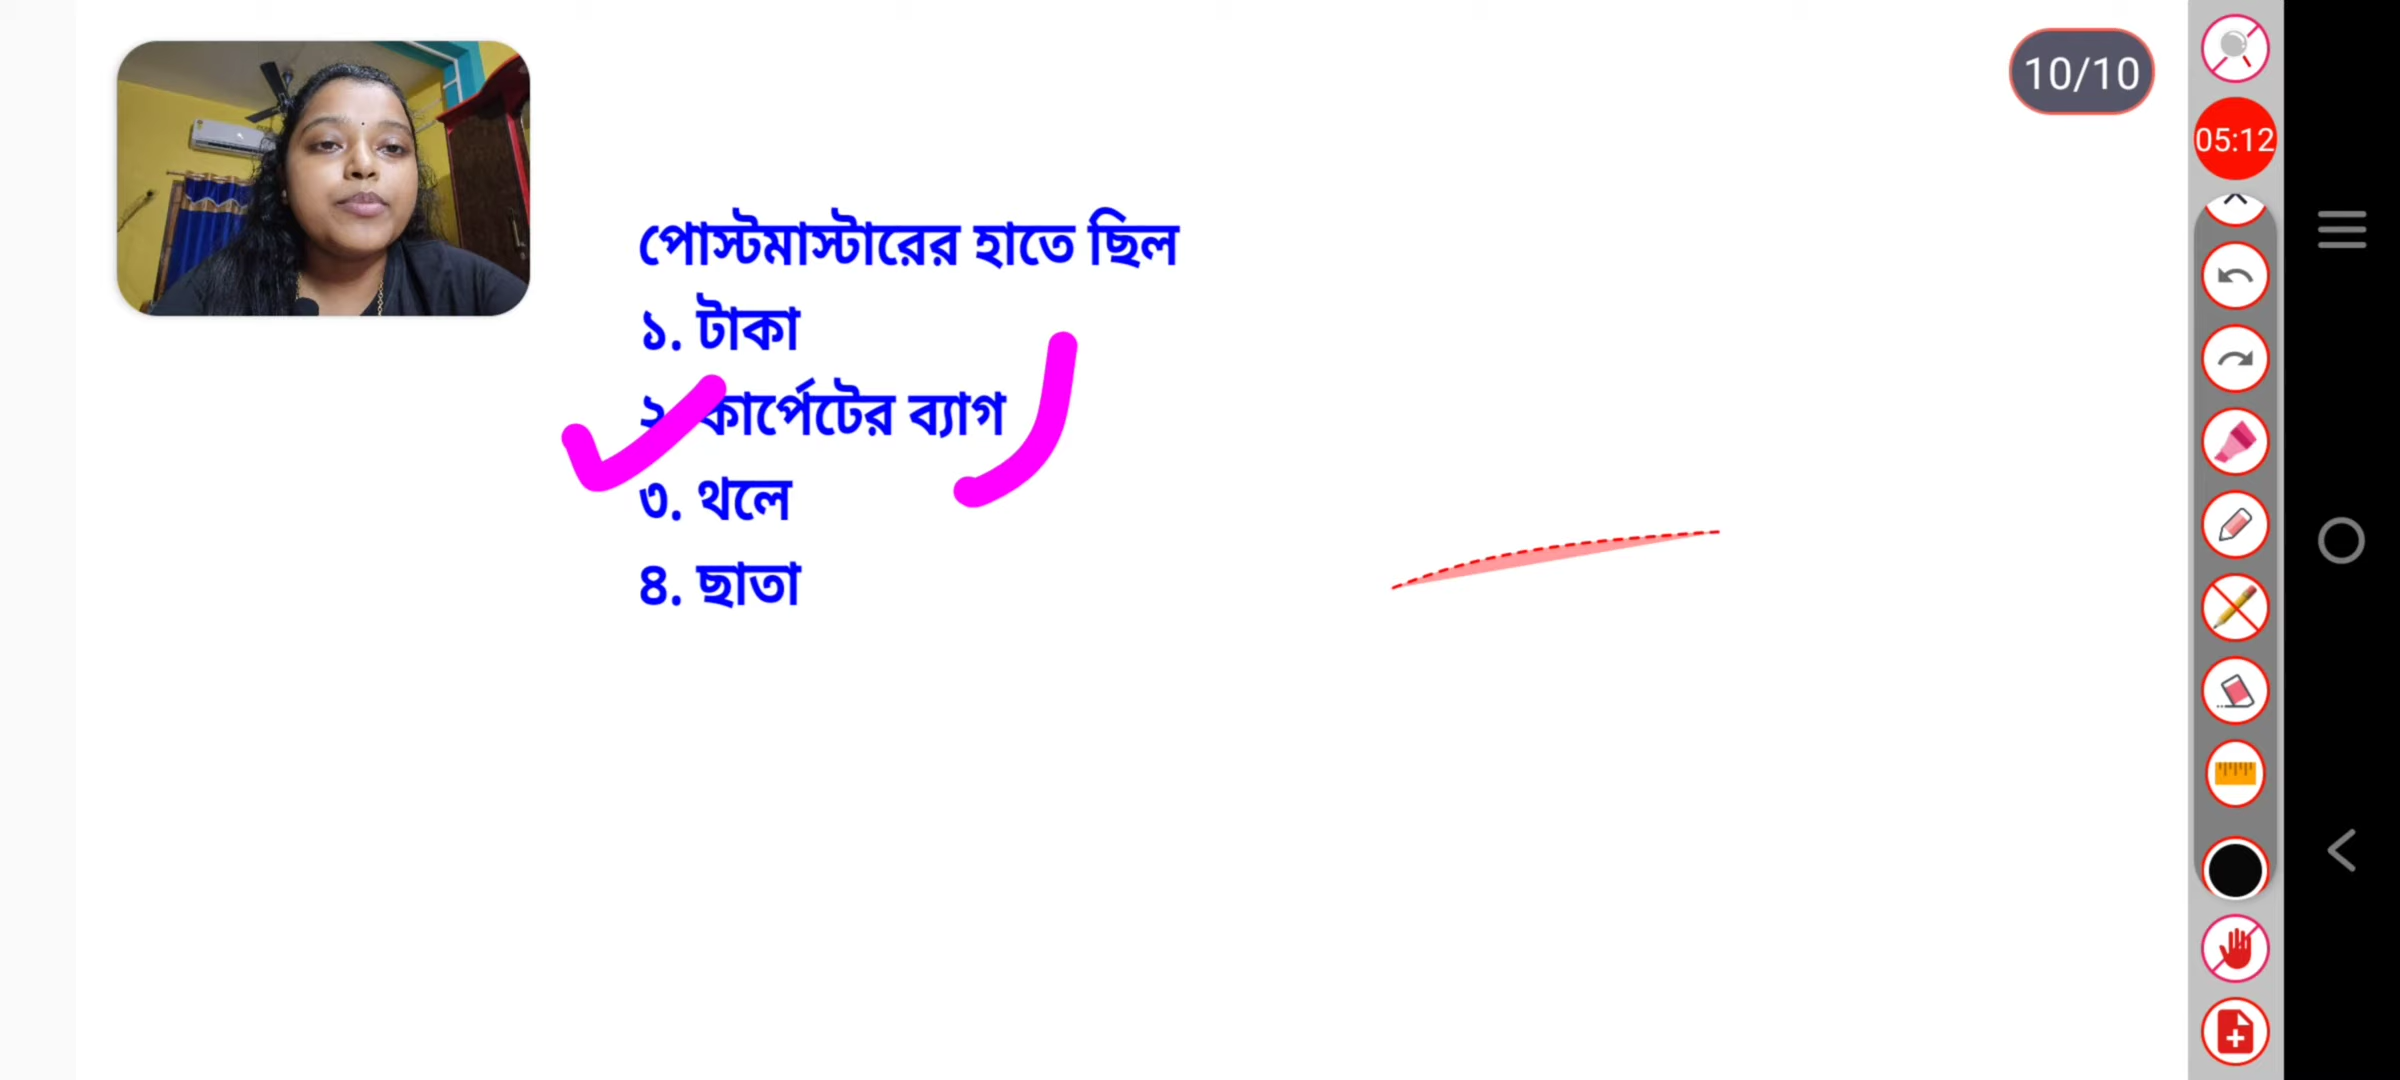 10/10
05:12
পোস্টমাস্টারের হাতে ছিল
১. টাকা
২. কার্পেটের ব্যাগ
৩. থলে
৪. ছাতা